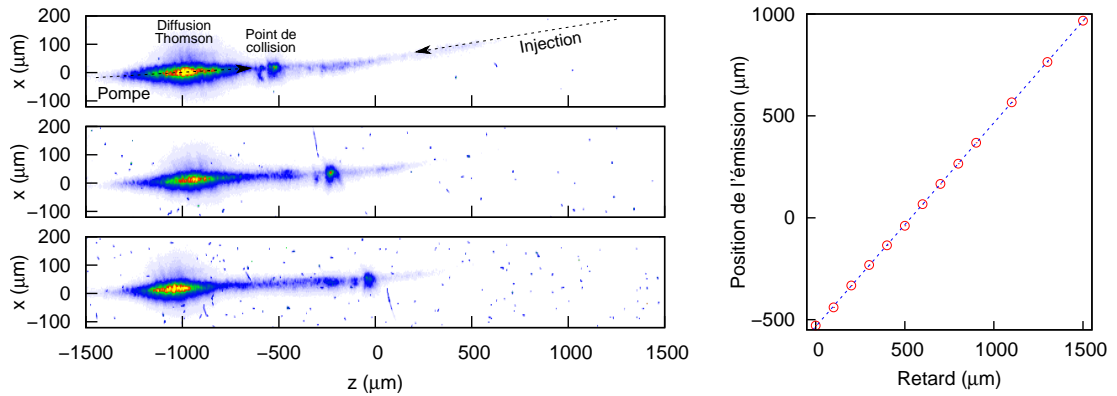 200
100
0
−100
x (µm)
Diffusion
Thomson
Point de
collision
Injection
Pompe
200
100
0
−100
x (µm)
200
100
0
−100
x (µm)
−1500 −1000 −500 0 500 1000 1500
z (µm)
1000
500
0
−500
Position de l'émission (µm)
0 500 1000 1500
Retard (µm)